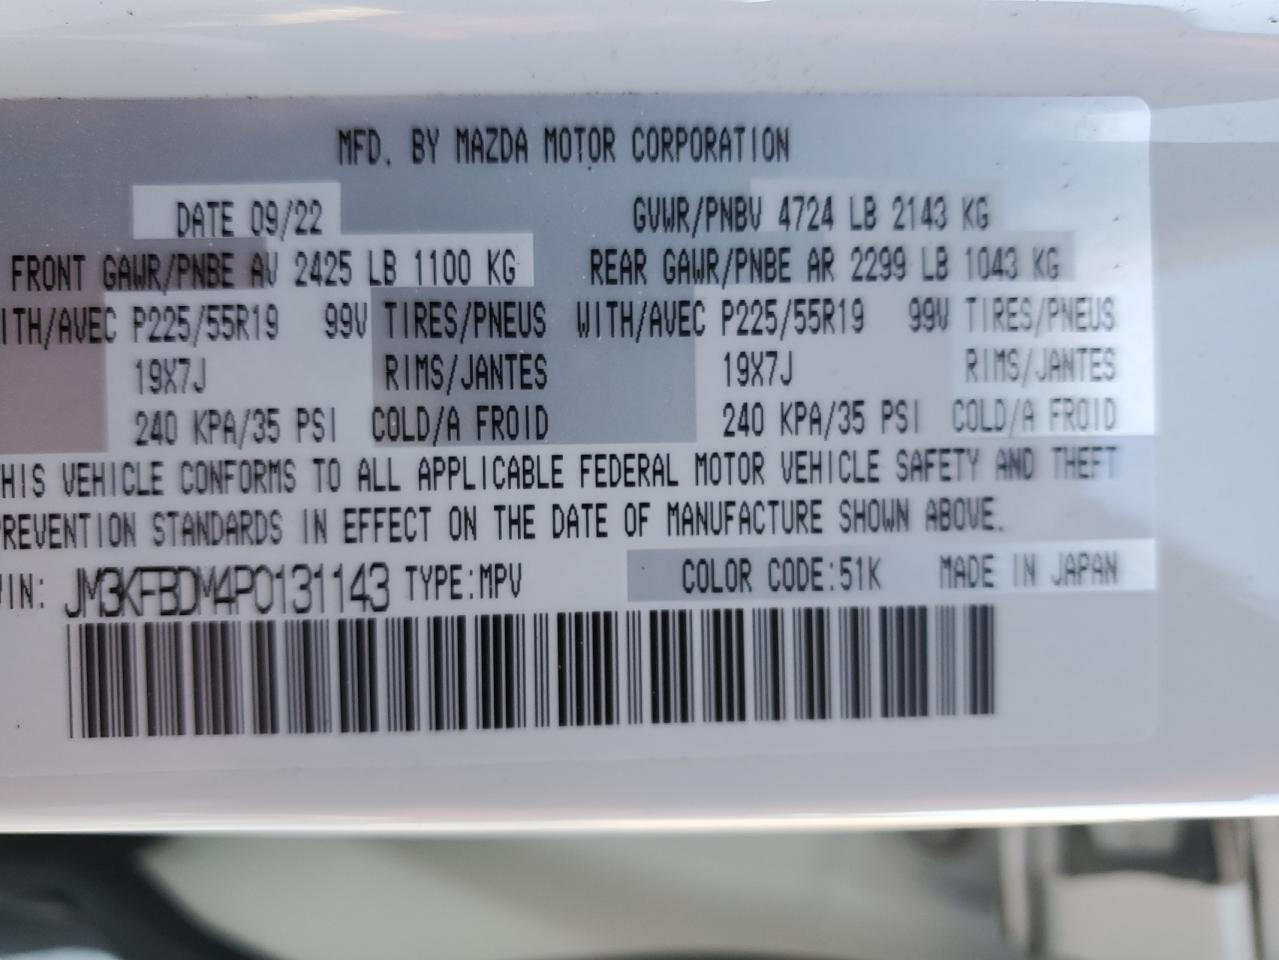 MFD. BY MAZDA MOTOR CORPORATION
DATE 09/22 GVWR/PNBV 4724 LB 2143 KG
FRONT GAWR/PNBE AV 2425 LB 1100 KG REAR GAWR/PNBE AR 2299 LB 1043 KG
ITH/AVEC P225/55R19 99V TIRES/PNEUS WITH/AVEC P225/55R19 99V TIRES/PNEUS
19X7J RIMS/JANTES 19X7J RIMS/JANTES
240 KPA/35 PSI COLD/A FROID 240 KPA/35 PSI COLD/A FROID
HIS VEHICLE CONFORMS TO ALL APPLICABLE FEDERAL MOTOR VEHICLE SAFETY AND THEFT
REVENTION STANDARDS IN EFFECT ON THE DATE OF MANUFACTURE SHOWN ABOVE.
IN: JM3KFBDM4P0131143 TYPE:MPV COLOR CODE:51K MADE IN JAPAN